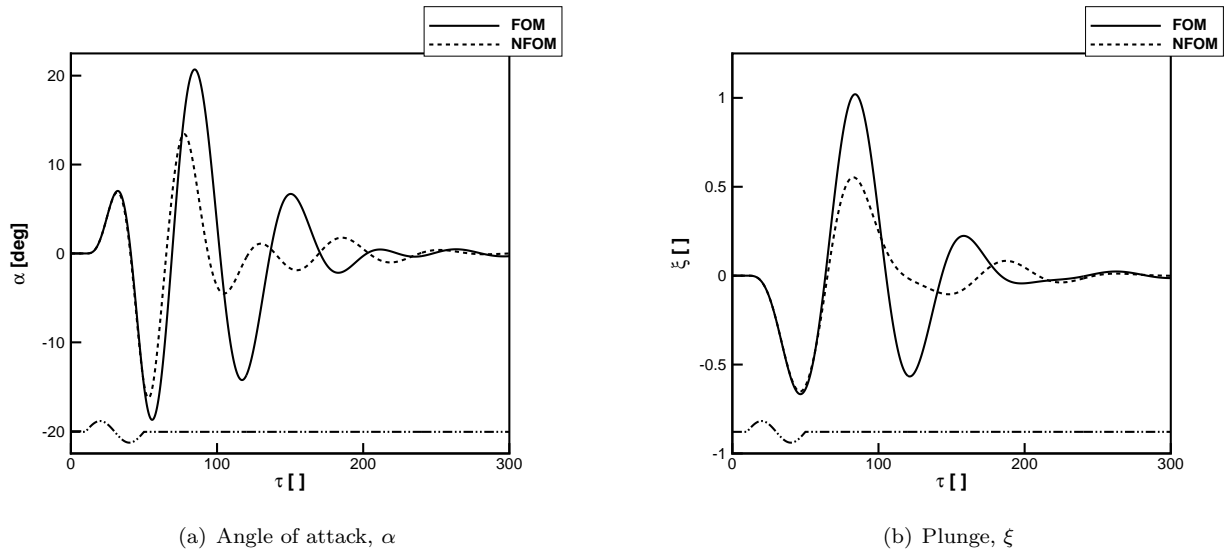 FOM
NFOM
20
10
0
-10
-20
α [deg]
0
100
200
300
τ [ ]
(a) Angle of attack, α
FOM
NFOM
1
0.5
0
-0.5
-1
ξ [ ]
0
100
200
300
τ [ ]
(b) Plunge, ξ